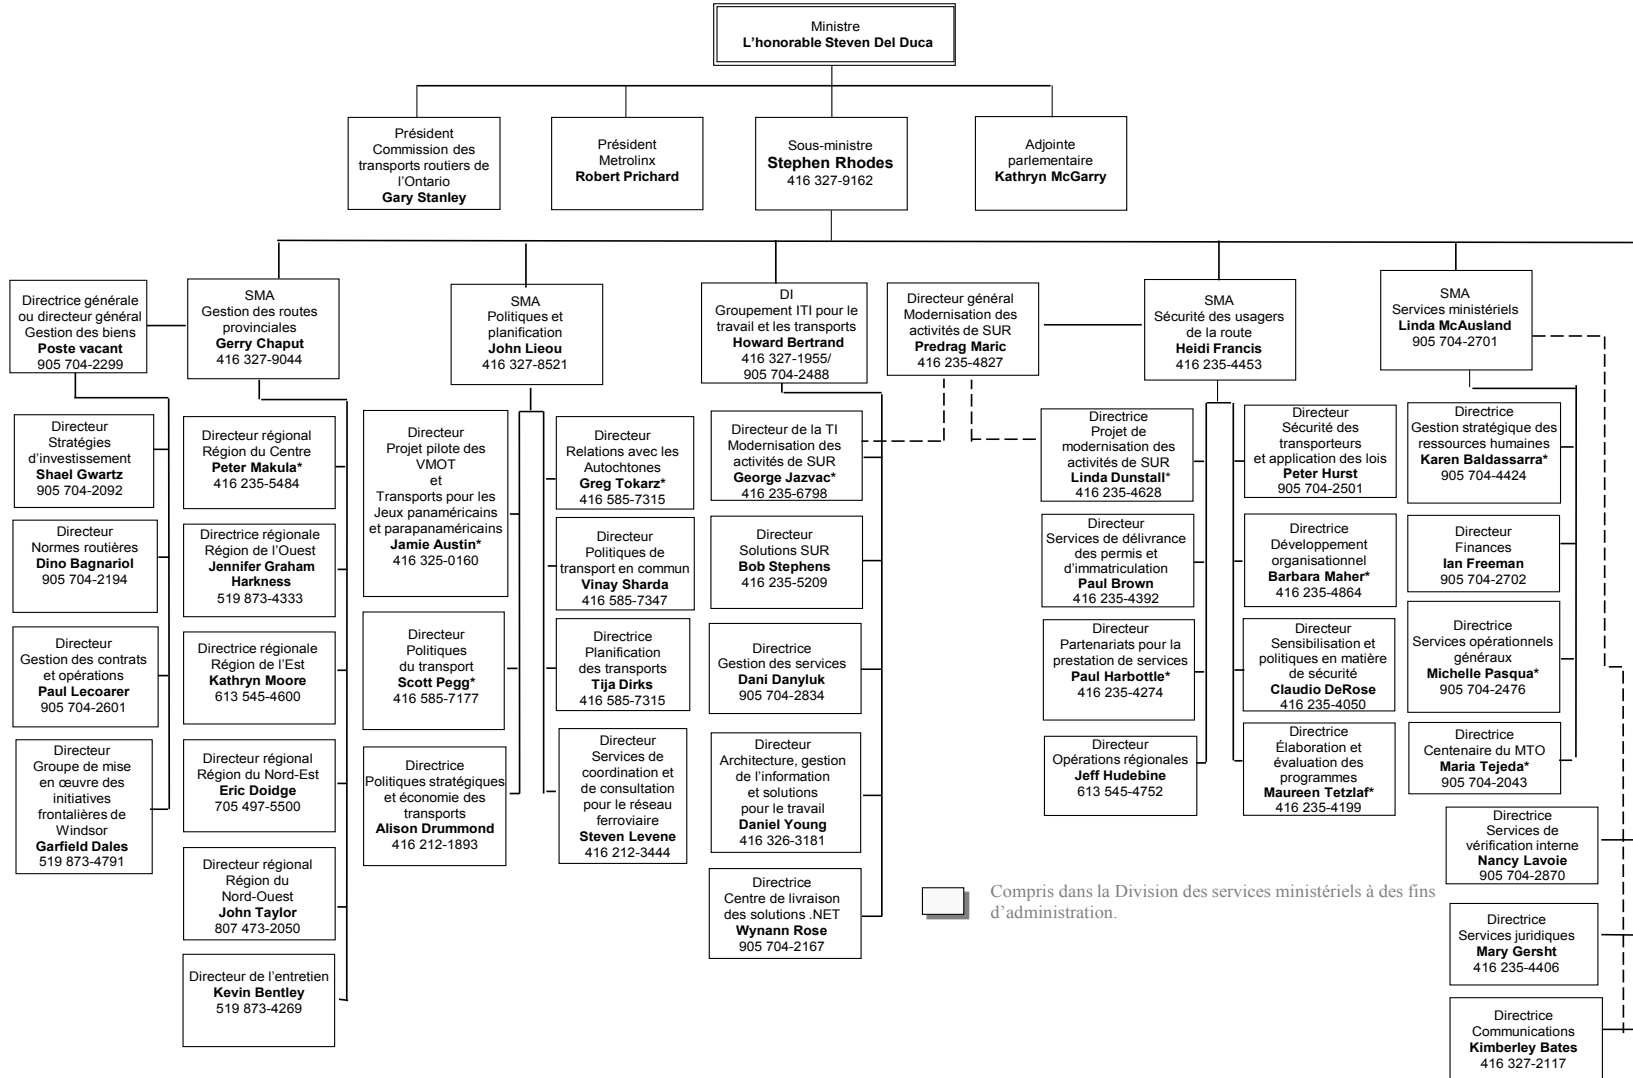 Ministre
L'honorable Steven Del Duca
Président
Commission des
transports routiers de
l'Ontario
Gary Stanley
Président
Metrolinx
Robert Prichard
Sous-ministre
Stephen Rhodes
416 327-9162
Adjointe
parlementaire
Kathryn McGarry
Directrice générale
ou directeur général
Gestion des biens
Poste vacant
905 704-2299
SMA
Gestion des routes
provinciales
Gerry Chaput
416 327-9044
SMA
Politiques et
planification
John Lieou
416 327-8521
DI
Groupement ITI pour le
travail et les transports
Howard Bertrand
416 327-1955/
905 704-2488
Directeur général
Modernisation des
activités de SUR
Predrag Maric
416 235-4827
SMA
Sécurité des usagers
de la route
Heidi Francis
416 235-4453
SMA
Services ministériels
Linda McAusland
905 704-2701
Directeur
Stratégies
d'investissement
Shael Gwartz
905 704-2092
Directeur
Normes routières
Dino Bagnariol
905 704-2194
Directeur
Gestion des contrats
et opérations
Paul Lecoarer
905 704-2601
Directeur
Groupe de mise
en œuvre des
initiatives
frontalières de
Windsor
Garfield Dales
519 873-4791
Directeur régional
Région du Centre
Peter Makula*
416 235-5484
Directrice régionale
Région de l'Ouest
Jennifer Graham
Harkness
519 873-4333
Directrice régionale
Région de l'Est
Kathryn Moore
613 545-4600
Directeur régional
Région du Nord-Est
Eric Doidge
705 497-5500
Directeur régional
Région du
Nord-Ouest
John Taylor
807 473-2050
Directeur de l'entretien
Kevin Bentley
519 873-4269
Directeur
Projet pilote des
VMOT
et
Transports pour les
Jeux panaméricains
et parapanaméricains
Jamie Austin*
416 325-0160
Directeur
Politiques
du transport
Scott Pegg*
416 585-7177
Directrice
Politiques stratégiques
et économie des
transports
Alison Drummond
416 212-1893
Directeur
Relations avec les
Autochtones
Greg Tokarz*
416 585-7315
Directeur
Politiques de
transport en commun
Vinay Sharda
416 585-7347
Directrice
Planification
des transports
Tija Dirks
416 585-7315
Directeur
Services de
coordination et
de consultation
pour le réseau
ferroviaire
Steven Levene
416 212-3444
Directeur de la TI
Modernisation des
activités de SUR
George Jazvac*
416 235-6798
Directeur
Solutions SUR
Bob Stephens
416 235-5209
Directrice
Gestion des services
Dani Danyluk
905 704-2834
Directeur
Architecture, gestion
de l'information
et solutions
pour le travail
Daniel Young
416 326-3181
Directrice
Centre de livraison
des solutions .NET
Wynann Rose
905 704-2167
Directrice
Projet de
modernisation des
activités de SUR
Linda Dunstall*
416 235-4628
Directeur
Services de délivrance
des permis et
d'immatriculation
Paul Brown
416 235-4392
Directeur
Partenariats pour la
prestation de services
Paul Harbottle*
416 235-4274
Directeur
Opérations régionales
Jeff Hudebine
613 545-4752
Directeur
Sécurité des
transporteurs
et application des lois
Peter Hurst
905 704-2501
Directrice
Développement
organisationnel
Barbara Maher*
416 235-4864
Directeur
Sensibilisation et
politiques en matière
de sécurité
Claudio DeRose
416 235-4050
Directrice
Élaboration et
évaluation des
programmes
Maureen Tetzlaf*
416 235-4199
Directrice
Gestion stratégique des
ressources humaines
Karen Baldassarra*
905 704-4424
Directeur
Finances
Ian Freeman
905 704-2702
Directrice
Services opérationnels
généraux
Michelle Pasqua*
905 704-2476
Directrice
Centenaire du MTO
Maria Tejeda*
905 704-2043
Directrice
Services de
vérification interne
Nancy Lavoie
905 704-2870
Directrice
Services juridiques
Mary Gersht
416 235-4406
Directrice
Communications
Kimberley Bates
416 327-2117
Compris dans la Division des services ministériels à des fins
d'administration.